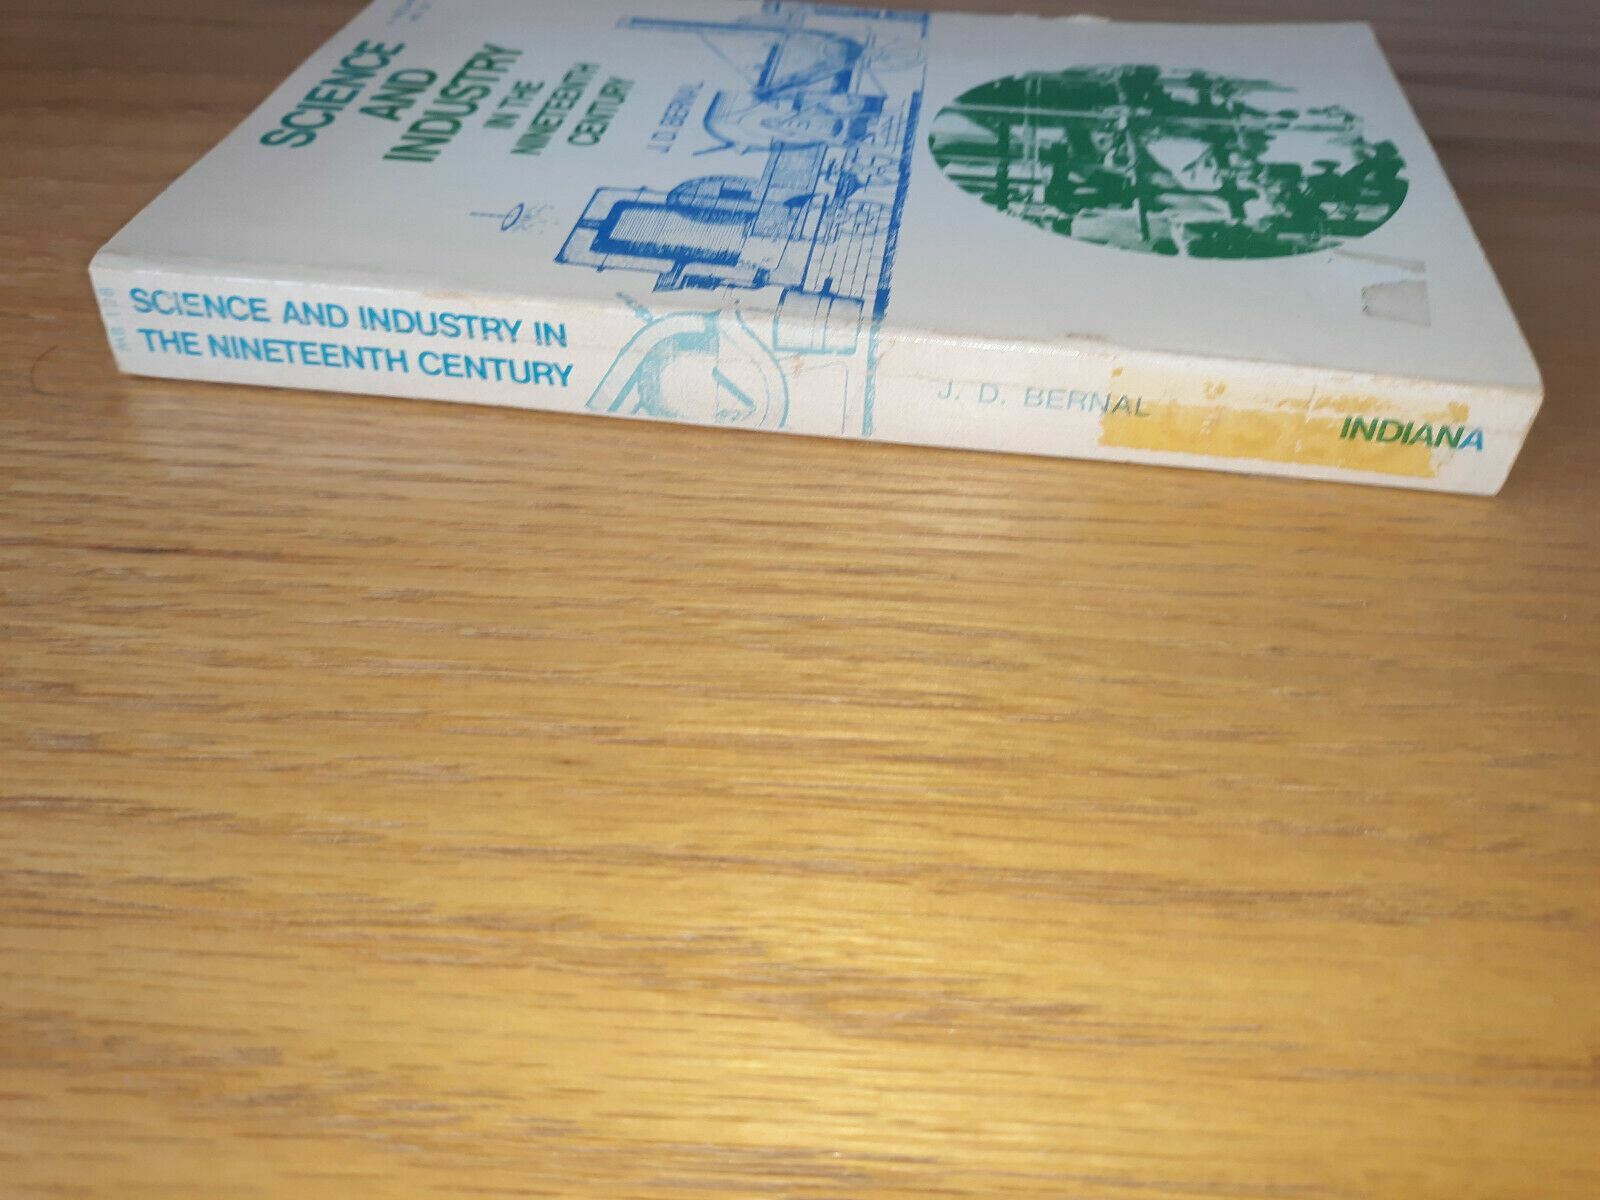 SCIENCE
AND
INDUSTRY
IN THE
NINETEENTH
CENTURY
J. D. BERNAL
SCIENCE AND INDUSTRY IN
THE NINETEENTH CENTURY
J. D. BERNAL
INDIANA